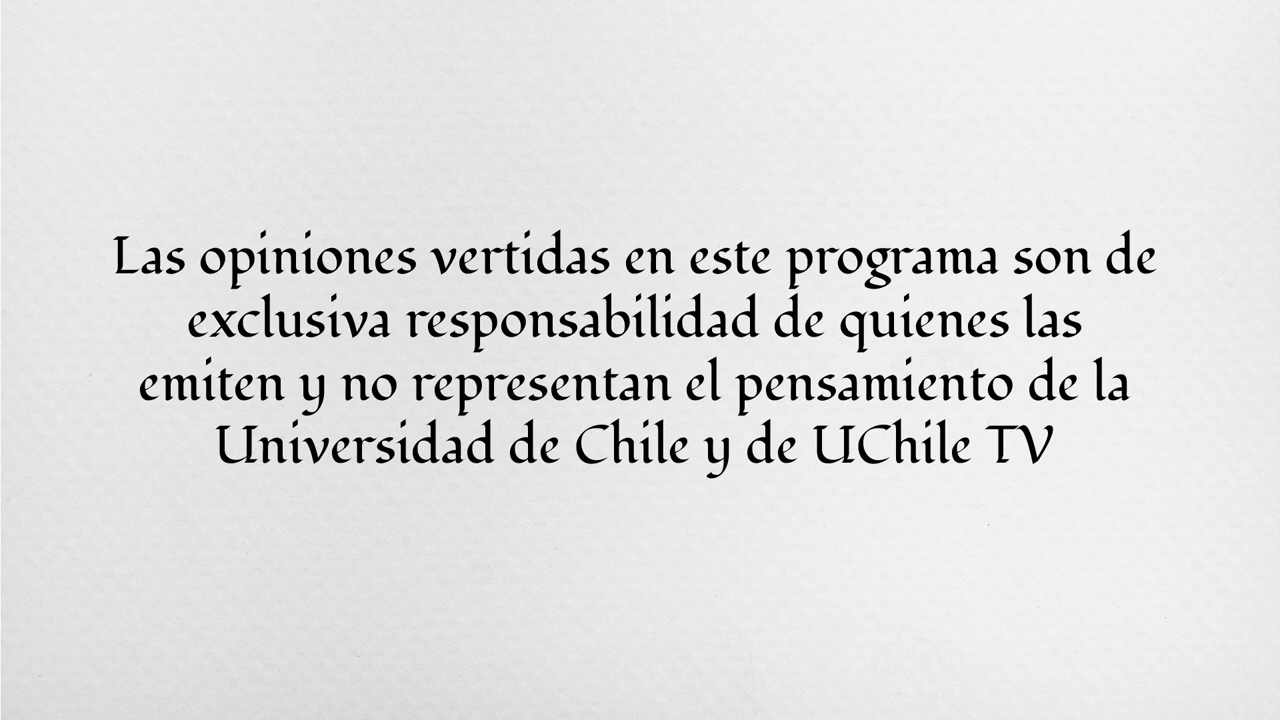 Las opiniones vertidas en este programa son de
exclusiva responsabilidad de quienes las
emiten y no representan el pensamiento de la
Universidad de Chile y de UChile TV